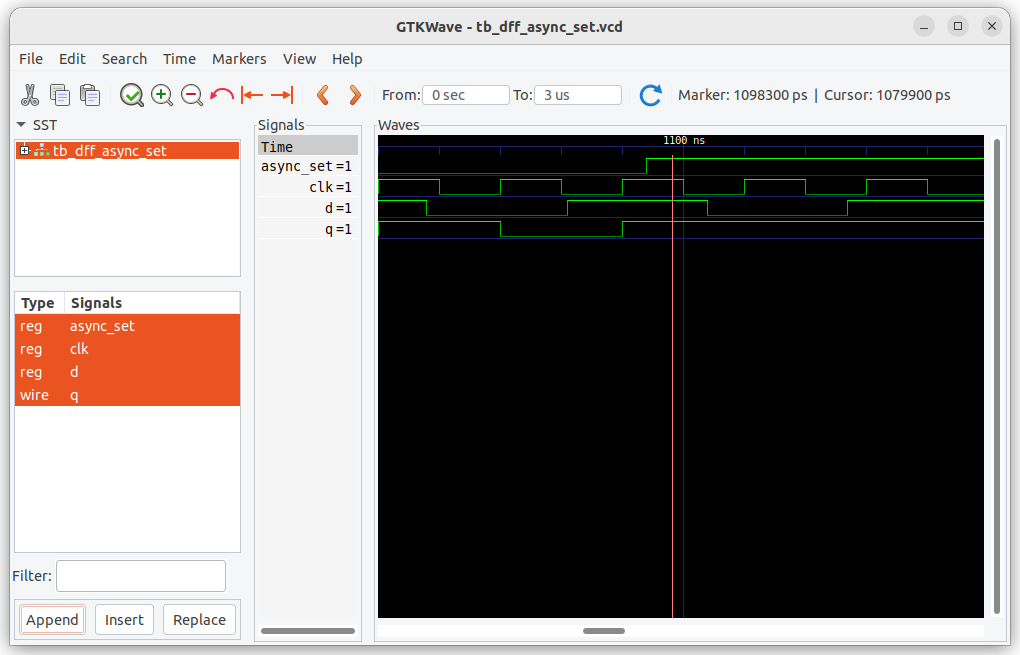 GTKWave - tb_dff_async_set.vcd
File Edit Search Time Markers View Help
From: 0 sec To: 3 us Marker: 1098300 ps | Cursor: 1079900 ps
SST
tb_dff_async_set
Type Signals
reg async_set
reg clk
reg d
wire q
Filter:
Append Insert Replace
Signals
Time
async_set =1
clk =1
d =1
q =1
Waves
1100 ns